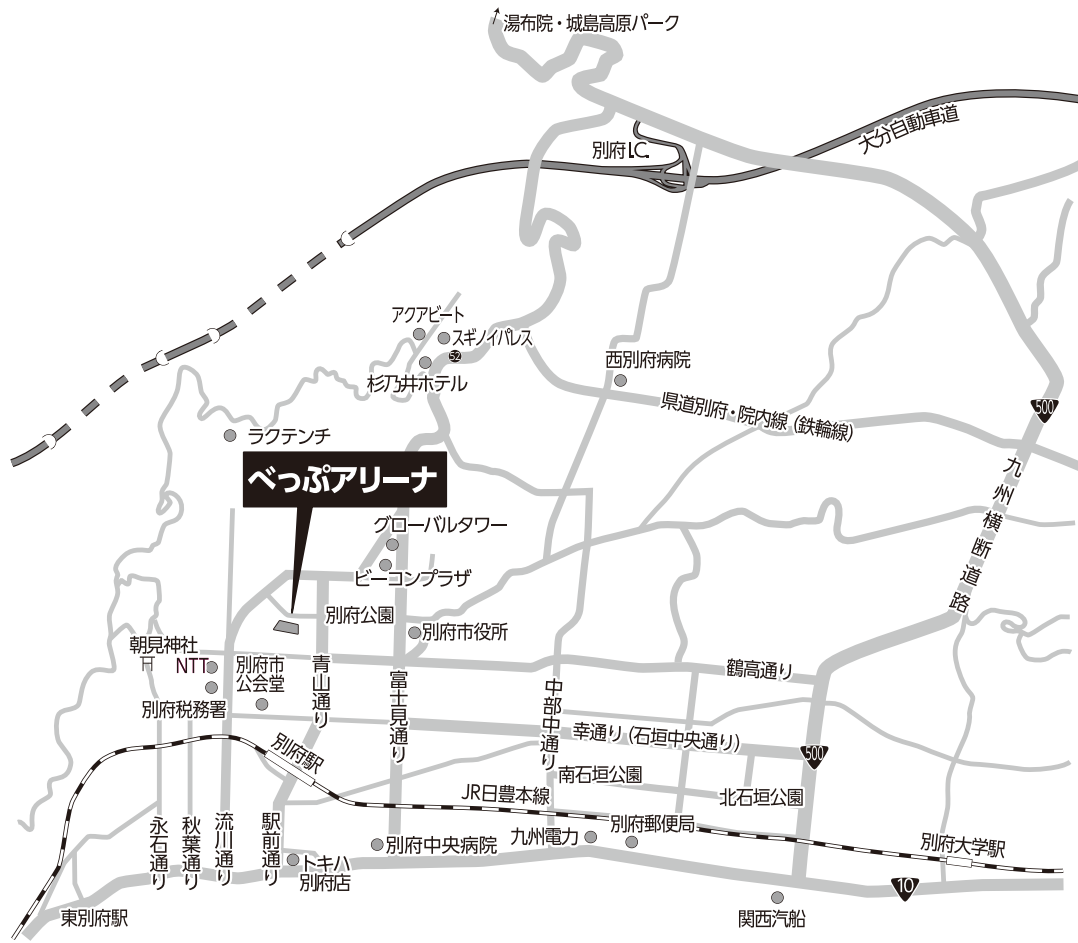 湯布院・城島高原パーク
大分自動車道
別府I.C.
アクアビート
スギノイパレス
52
杉乃井ホテル
西別府病院
県道別府・院内線（鉄輪線）
500
ラクテンチ
べっぷアリーナ
九州横断道路
グローバルタワー
ビーコンプラザ
別府公園
別府市役所
朝見神社
NTT
別府市
公会堂
青山通り
鶴高通り
別府税務署
富士見通り
中部中通り
幸通り（石垣中央通り）
500
別府駅
南石垣公園
北石垣公園
JR日豊本線
永石通り
秋葉通り
流川通り
駅前通り
別府中央病院
九州電力
別府郵便局
別府大学駅
トキハ
別府店
10
東別府駅
関西汽船